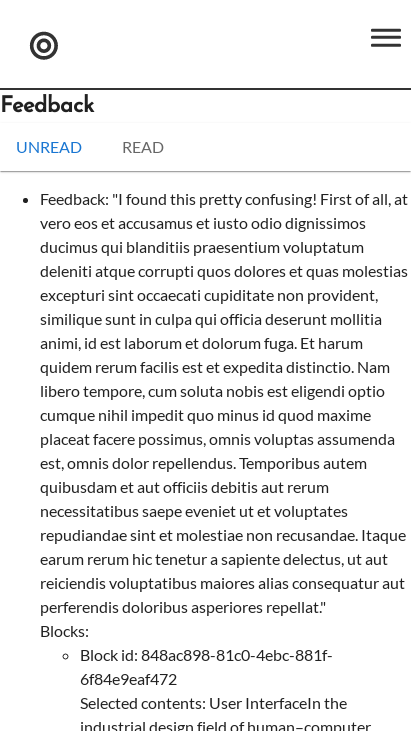 Feedback
UNREAD READ
Feedback: "I found this pretty confusing! First of all, at
vero eos et accusamus et iusto odio dignissimos
ducimus qui blanditiis praesentium voluptatum
deleniti atque corrupti quos dolores et quas molestias
excepturi sint occaecati cupiditate non provident,
similique sunt in culpa qui officia deserunt mollitia
animi, id est laborum et dolorum fuga. Et harum
quidem rerum facilis est et expedita distinctio. Nam
libero tempore, cum soluta nobis est eligendi optio
cumque nihil impedit quo minus id quod maxime
placeat facere possimus, omnis voluptas assumenda
est, omnis dolor repellendus. Temporibus autem
quibusdam et aut officiis debitis aut rerum
necessitatibus saepe eveniet ut et voluptates
repudiandae sint et molestiae non recusandae. Itaque
earum rerum hic tenetur a sapiente delectus, ut aut
reiciendis voluptatibus maiores alias consequatur aut
perferendis doloribus asperiores repellat."
Blocks:
Block id: 848ac898-81c0-4ebc-881f-
6f84e9eaf472
Selected contents: User InterfaceIn the
industrial design field of human–computer